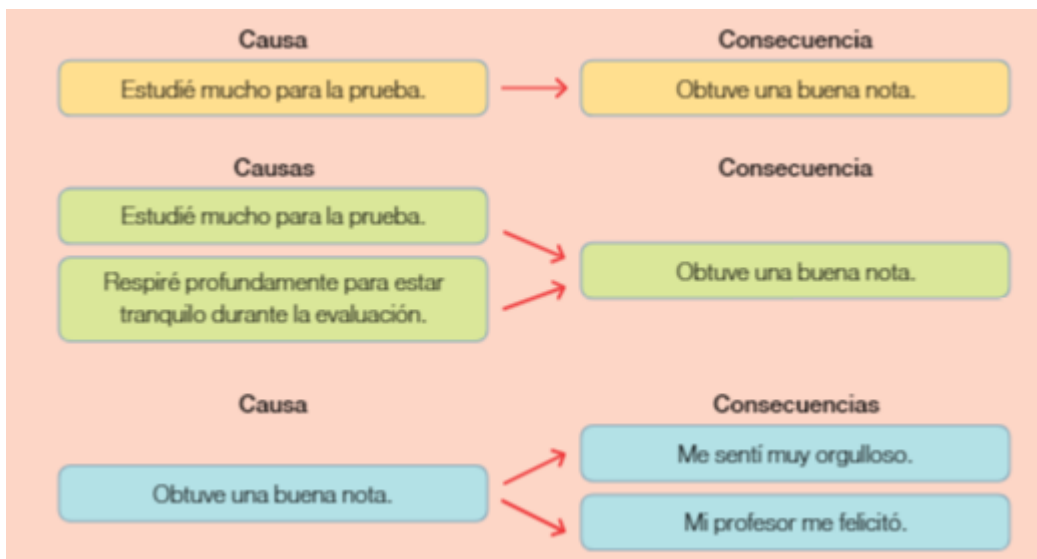 Causa
Consecuencia
Estudié mucho para la prueba.
Obtuve una buena nota.
Causas
Consecuencia
Estudié mucho para la prueba.
Respiré profundamente para estar
tranquilo durante la evaluación.
Obtuve una buena nota.
Causa
Consecuencias
Obtuve una buena nota.
Me sentí muy orgulloso.
Mi profesor me felicitó.